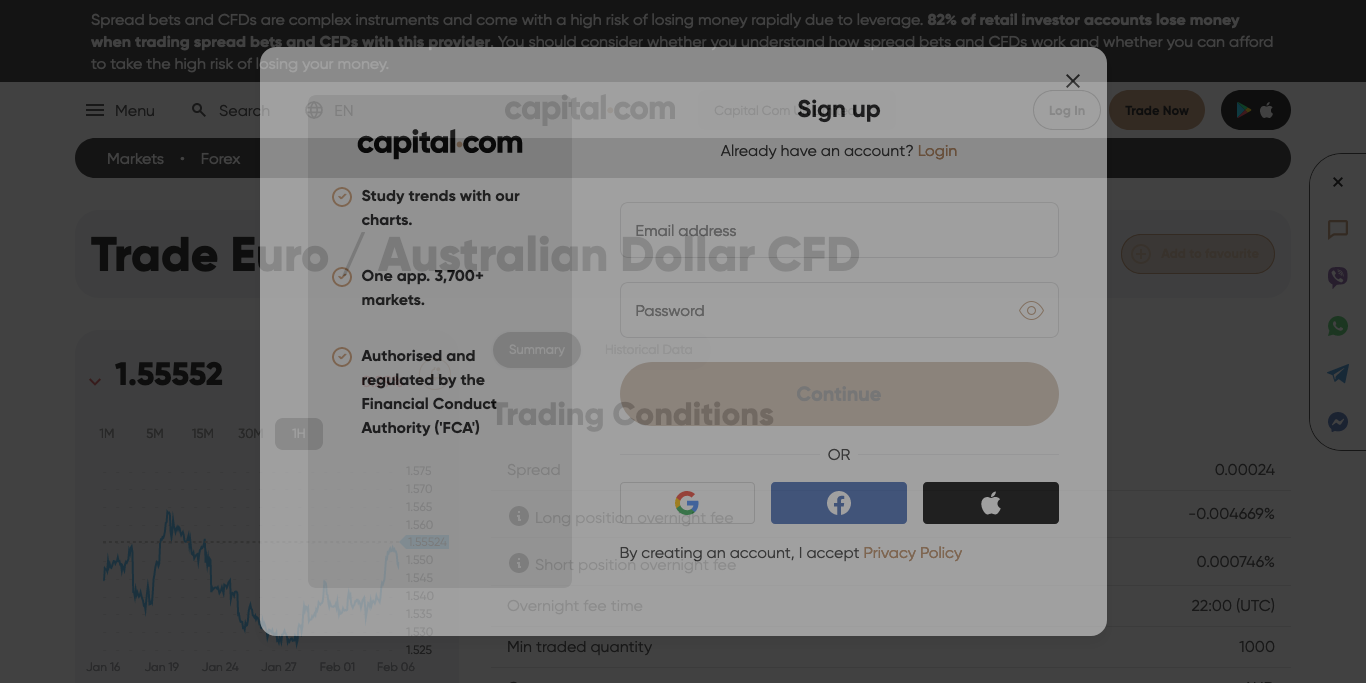 Spread bets and CFDs are complex instruments and come with a high risk of losing money rapidly due to leverage. 82% of retail investor accounts lose money
when trading spread bets and CFDs with this provider. You should consider whether you understand how spread bets and CFDs work and whether you can afford
to take the high risk of losing your money.
Menu
Search
EN
capital.com
Capital Com
Log In
Trade Now
Markets
Forex
Trade Euro / Australian Dollar CFD
Add to favourite
1.55552
Summary
Historical Data
1M
5M
15M
30M
1H
Trading Conditions
1.575
1.570
1.565
1.560
1.55524
1.550
1.545
1.540
1.535
1.530
1.525
Jan 16
Jan 19
Jan 24
Jan 27
Feb 01
Feb 06
Spread
0.00024
Long position overnight fee
-0.004669%
Short position overnight fee
0.000746%
Overnight fee time
22:00 (UTC)
Min traded quantity
1000
capital.com
Study trends with our
charts.
One app. 3,700+
markets.
Authorised and
regulated by the
Financial Conduct
Authority ('FCA')
Sign up
Already have an account? Login
Email address
Password
Continue
OR
By creating an account, I accept Privacy Policy